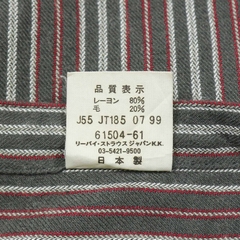 品質表示
レーヨン 80%
毛 20%
J55 JT185 07 99
61504-61
リーバイ・ストラウス ジャパンK.K.
03-5421-9500
日本製